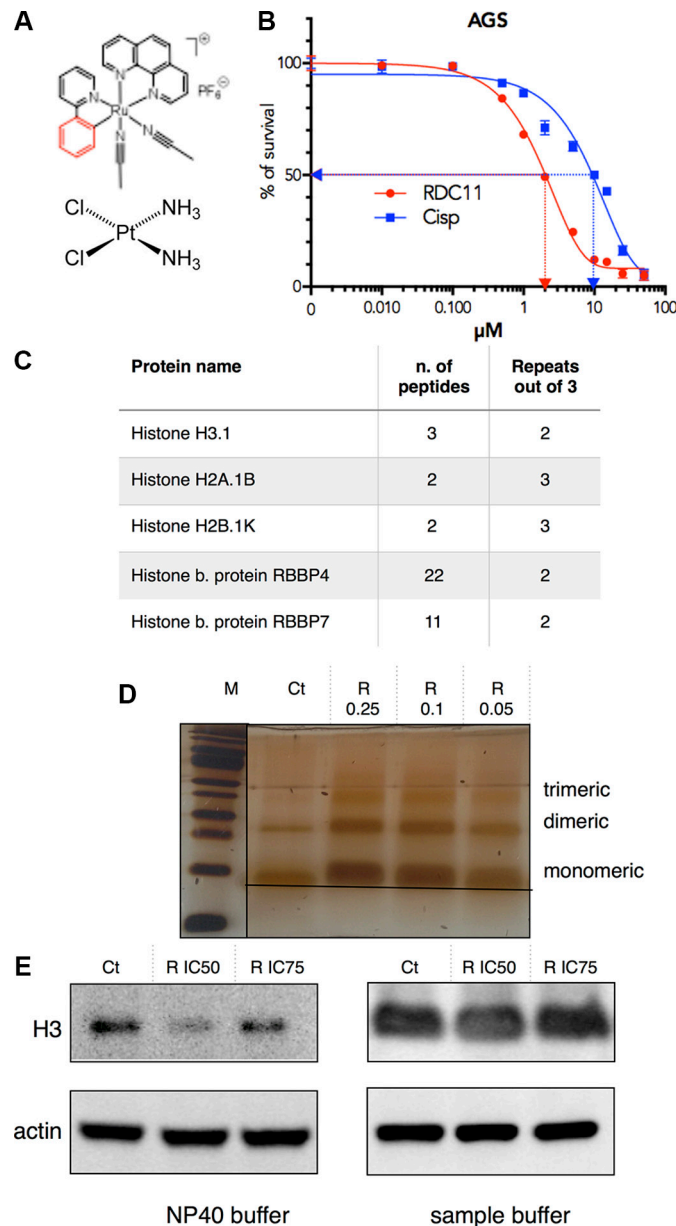 A
N
N
N
Ru
N
N
]⊕
PF6⊖
Cl
NH3
Pt
Cl
NH3
B
AGS
% of survival
100
50
0
RDC11
Cisp
0 0.010 0.100 1 10 100
µM
C
Protein name n. of peptides Repeats out of 3
Histone H3.1 3 2
Histone H2A.1B 2 3
Histone H2B.1K 2 3
Histone b. protein RBBP4 22 2
Histone b. protein RBBP7 11 2
D
M Ct R 0.25 R 0.1 R 0.05
trimeric
dimeric
monomeric
E
Ct R IC50 R IC75 Ct R IC50 R IC75
H3
actin
NP40 buffer sample buffer